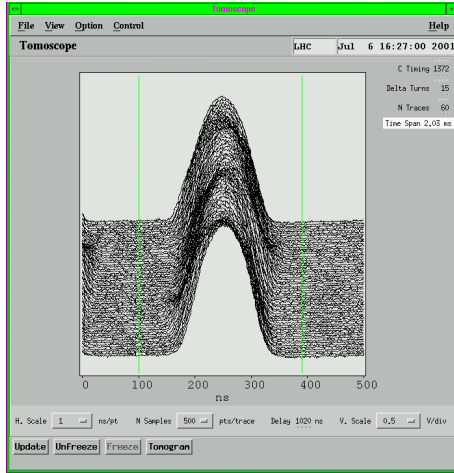 Tomoscope
File View Option Control Help
Tomoscope LHC Jul 6 16:27:00 2001
C Timing 1372
Delta Turns 15
N Traces 60
Time Span 2.03 ms
0 100 200 300 400 500
ns
H. Scale 1 ns/pt N Samples 500 pts/trace Delay 1020 ns V. Scale 0.5 V/div
Update Unfreeze Freeze Tomogram